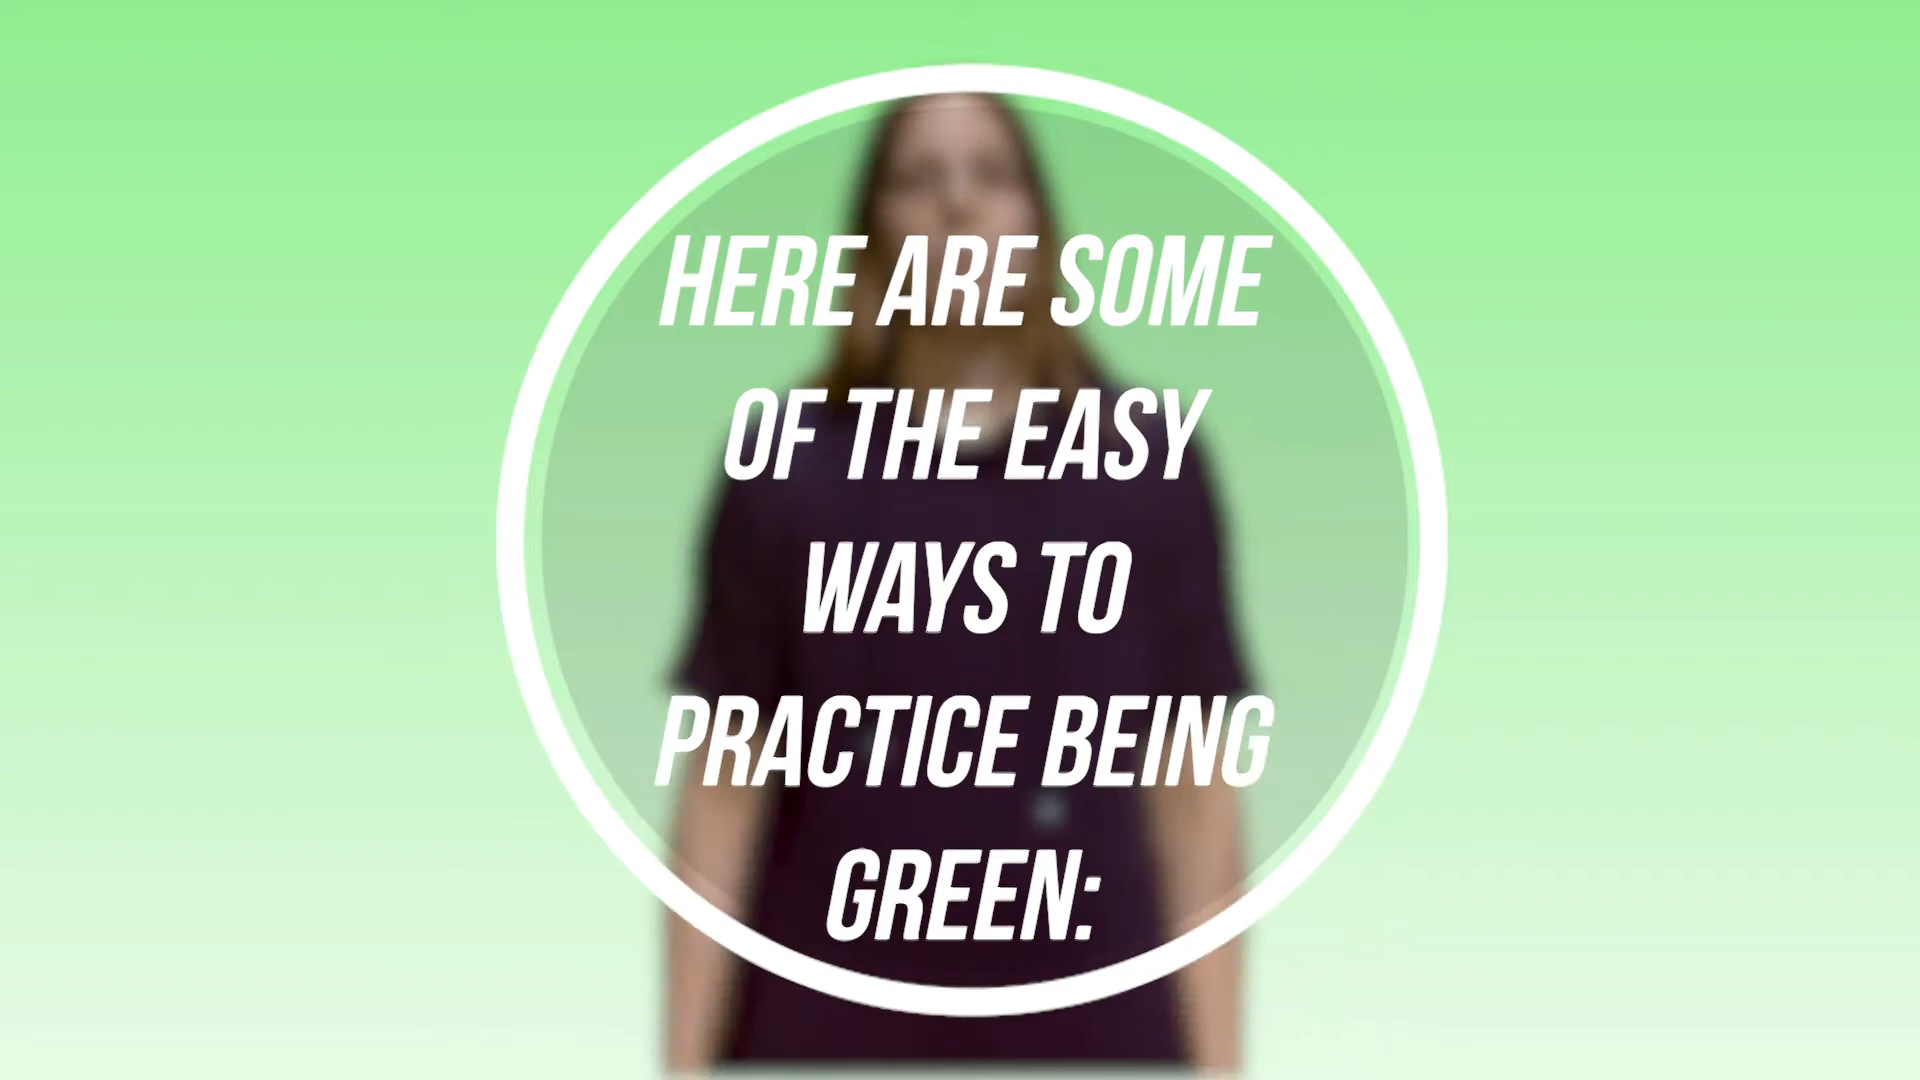 HERE ARE SOME
OF THE EASY
WAYS TO
PRACTICE BEING
GREEN: